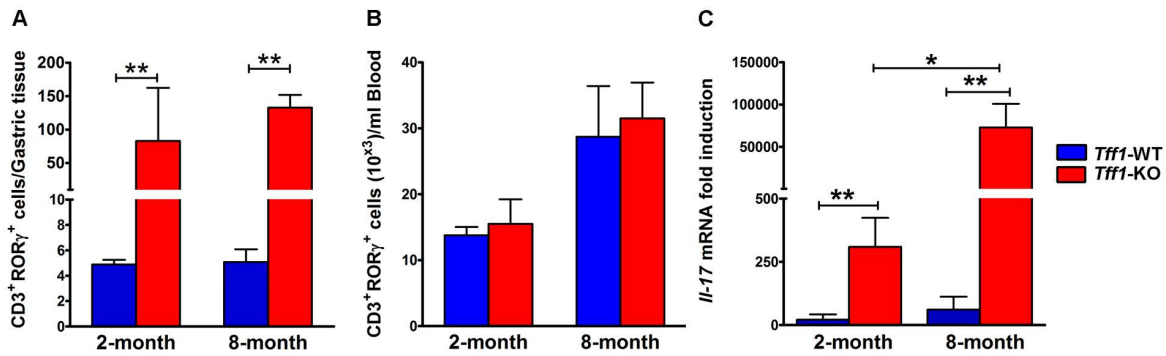 A
CD3+RORγ+ cells/Gastric tissue
200
150
100
50
10
8
6
4
2
0
**
**
2-month
8-month
B
CD3+RORγ+ cells (10x3)/ml Blood
40
30
20
10
0
2-month
8-month
C
Il-17 mRNA fold induction
150000
100000
75000
50000
500
250
0
*
**
**
2-month
8-month
Tff1-WT
Tff1-KO